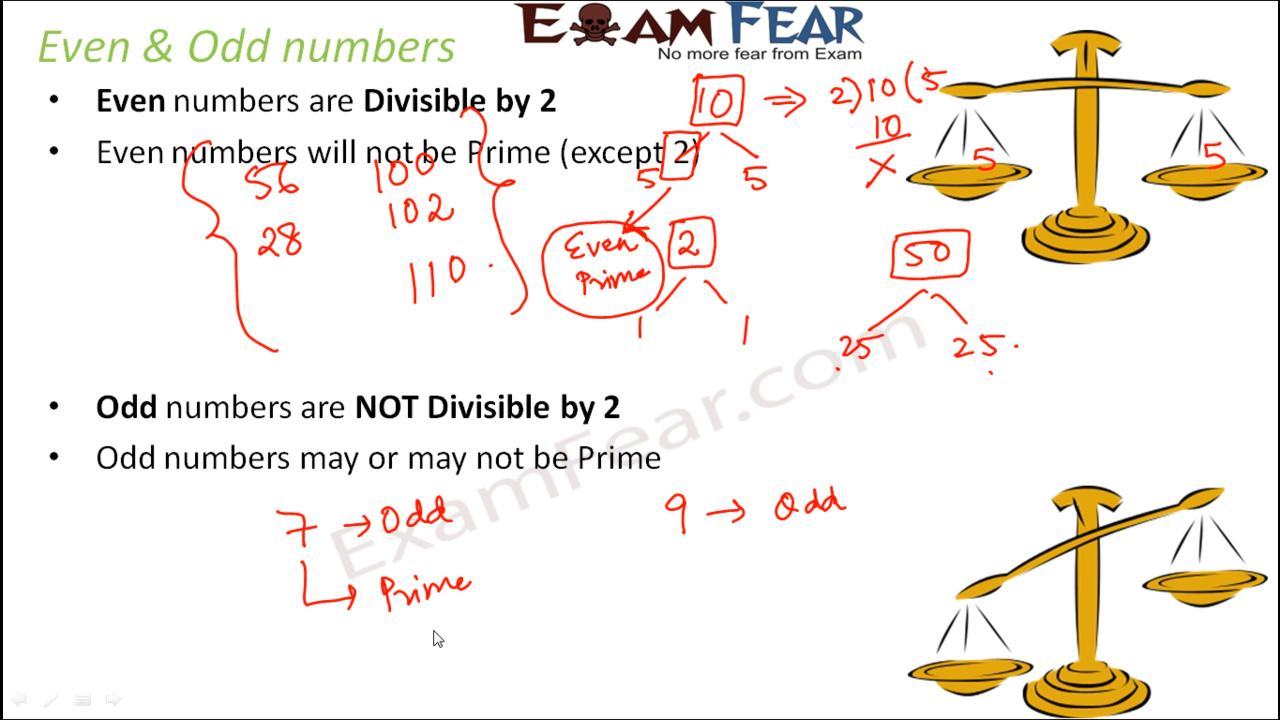 EXAM FEAR
No more fear from Exam
Even & Odd numbers
• Even numbers are Divisible by 2
• Even numbers will not be Prime (except 2)
10 ⇒ 2)10(5
10
x
5 5
5 5
56 100
102
28
110 .
Even
Prime
2
1 1
50
25 25
ExamFear.com
• Odd numbers are NOT Divisible by 2
• Odd numbers may or may not be Prime
7 → Odd
→ Prime
9 → Odd